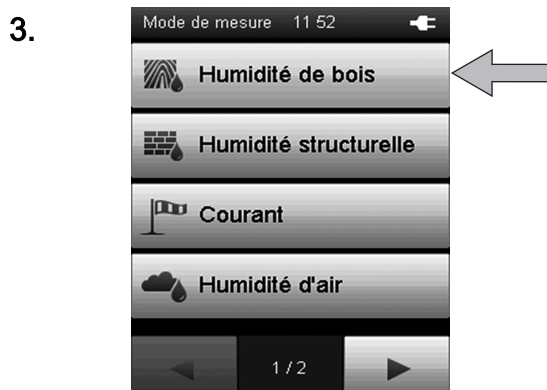 3.
Mode de mesure 11 52
Humidité de bois
Humidité structurelle
Courant
Humidité d'air
1 / 2